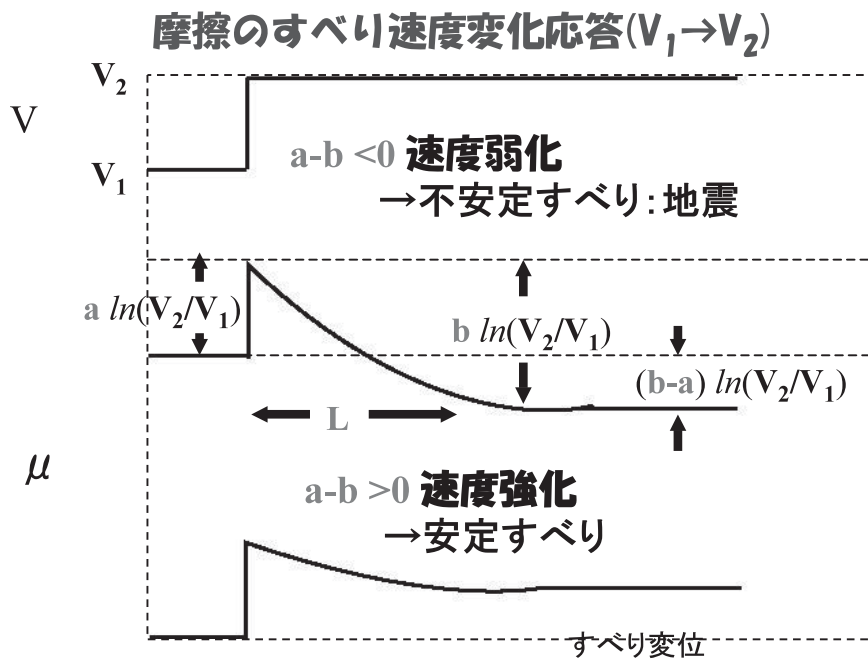 摩擦のすべり速度変化応答(V₁→V₂)
V₂
V
V₁
a-b <0 速度弱化
→不安定すべり：地震
a ln(V₂/V₁)
b ln(V₂/V₁)
(b-a) ln(V₂/V₁)
L
μ
a-b >0 速度強化
→安定すべり
すべり変位